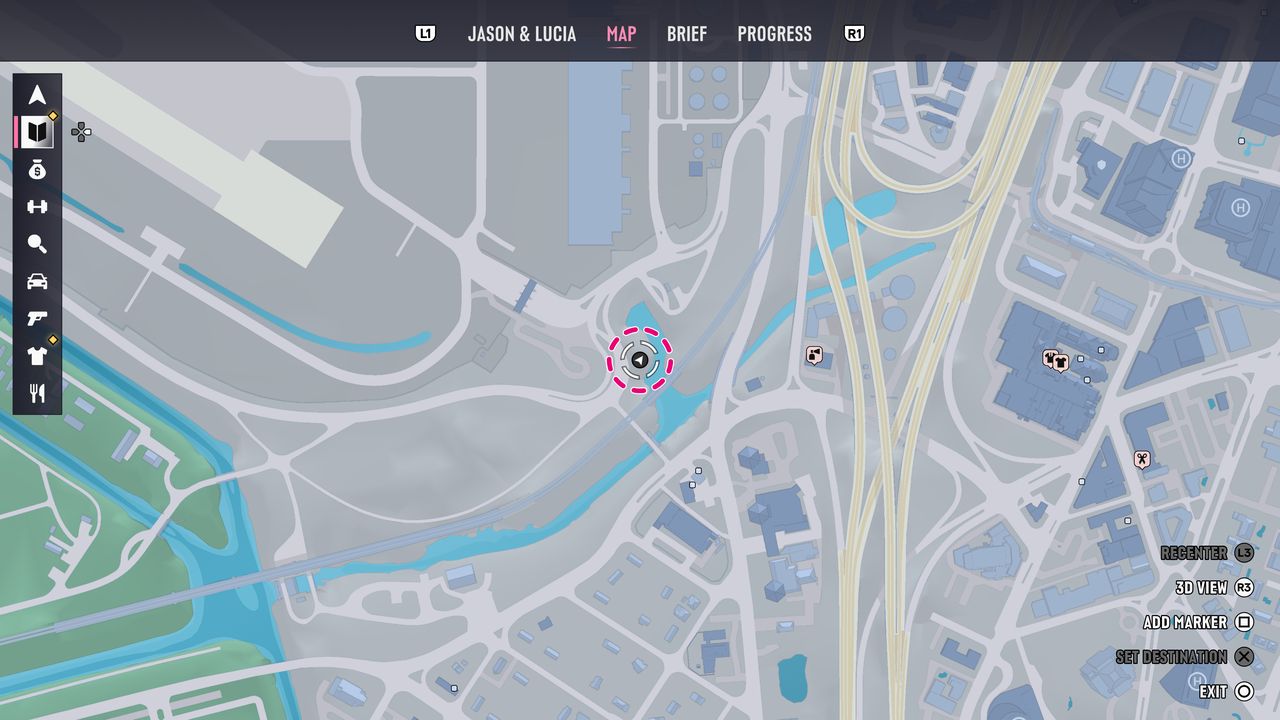 L1 JASON & LUCIA MAP BRIEF PROGRESS R1
H
H
RECENTER L3
3D VIEW R3
ADD MARKER
SET DESTINATION
H
EXIT